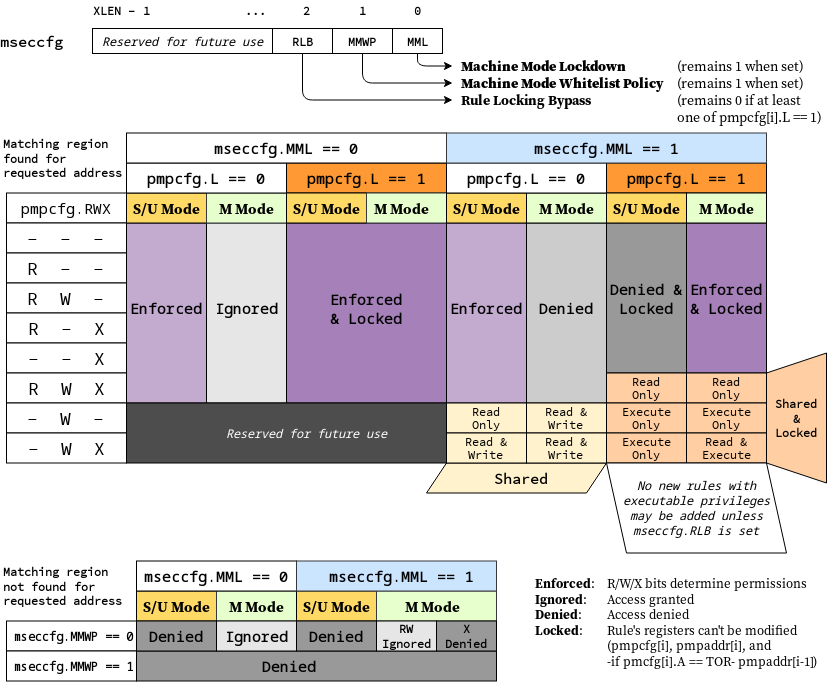 XLEN - 1 ... 2 1 0
mseccfg Reserved for future use RLB MMWP MML
Machine Mode Lockdown (remains 1 when set)
Machine Mode Whitelist Policy (remains 1 when set)
Rule Locking Bypass (remains 0 if at least
one of pmpcfg[i].L == 1)
Matching region
found for
requested address
mseccfg.MML == 0 mseccfg.MML == 1
pmpcfg.L == 0 pmpcfg.L == 1 pmpcfg.L == 0 pmpcfg.L == 1
pmpcfg.RWX S/U Mode M Mode S/U Mode M Mode S/U Mode M Mode S/U Mode M Mode
- - -
R - -
R W -
R - X
- - X
R W X
- W -
- W X
Enforced
Ignored
Enforced
& Locked
Enforced
Denied
Denied &
Locked
Enforced
& Locked
Read
Only
Read
Only
Reserved for future use
Read
Only
Read &
Write
Execute
Only
Execute
Only
Read &
Write
Read &
Write
Execute
Only
Read &
Execute
Shared
&
Locked
Shared
No new rules with
executable privileges
may be added unless
mseccfg.RLB is set
Matching region
not found for
requested address
mseccfg.MML == 0 mseccfg.MML == 1
S/U Mode M Mode S/U Mode M Mode
mseccfg.MMWP == 0 Denied Ignored Denied
RW
Ignored
X
Denied
mseccfg.MMWP == 1 Denied
Enforced: R/W/X bits determine permissions
Ignored: Access granted
Denied: Access denied
Locked: Rule's registers can't be modified
(pmpcfg[i], pmpaddr[i], and
-if pmcfg[i].A == TOR- pmpaddr[i-1])